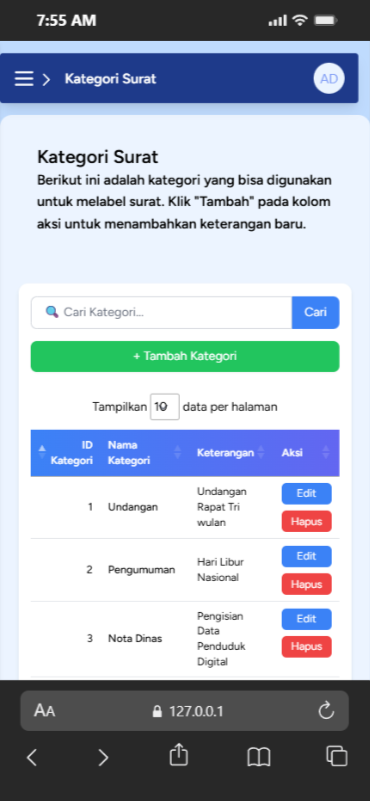 7:55 AM
Kategori Surat
AD
Kategori Surat
Berikut ini adalah kategori yang bisa digunakan
untuk melabel surat. Klik "Tambah" pada kolom
aksi untuk menambahkan keterangan baru.
Cari Kategori...
Cari
+ Tambah Kategori
Tampilkan 10 data per halaman
ID Kategori Nama Kategori Keterangan Aksi
1 Undangan Undangan Rapat Tri wulan Edit
Hapus
2 Pengumuman Hari Libur Nasional Edit
Hapus
3 Nota Dinas Pengisian Data Penduduk Digital Edit
Hapus
AA
127.0.0.1